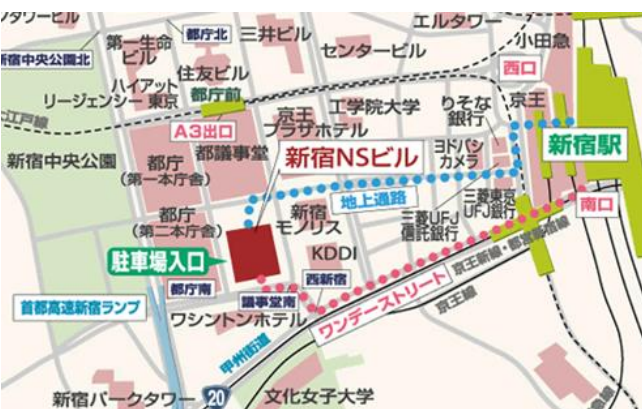 都庁北
三井ビル
エルタワー
センタービル
小田急
第一生命
ビル
住友ビル
新宿中央公園北
ハイアット
リージェンシー 東京
都庁前
西口
京王
A3出口
京王
プラザホテル
工学院大学
りそな
銀行
新宿駅
ヨドバシ
カメラ
新宿中央公園
都庁
(第一本庁舎)
都議事堂
新宿NSビル
地上通路
三菱東京
UFJ銀行
三菱UFJ
信託銀行
南口
都庁
(第二本庁舎)
新宿
モノリス
KDDI
駐車場入口
西新宿
京王新線・都営新宿線
京王線
都庁南
議事堂南
ワンデーストリート
首都高速新宿ランプ
ワシントンホテル
甲州街道
新宿パークタワー
20
文化女子大学